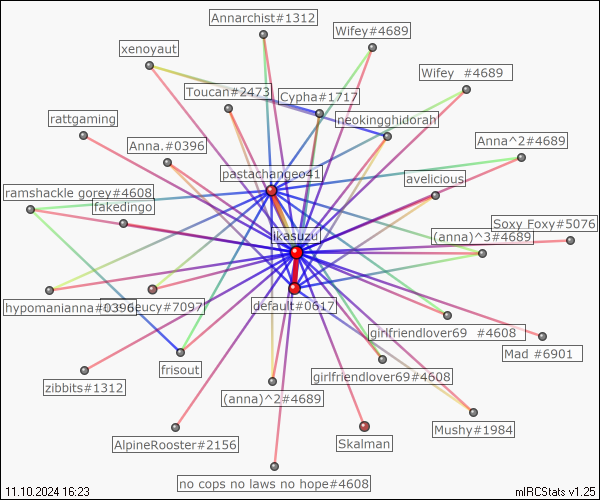 Annarchist#1312
Wifey#4689
xenoyaut
Wifey #4689
Toucan#2473
Cypha#1717
rattgaming
neokingghidorah
Anna.#0396
Anna^2#4689
pastachangeo41
avelicious
ramshackle gorey#4608
fakedingo
Soxy Foxy#5076
ikasuzu
(anna)^3#4689
hypomanianna#0396
eucy#7097
default#0617
girlfriendlover69 #4608
Mad #6901
frisout
girlfriendlover69#4608
zibbits#1312
(anna)^2#4689
Mushy#1984
AlpineRooster#2156
Skalman
no cops no laws no hope#4608
11.10.2024 16:23
mIRCStats v1.25